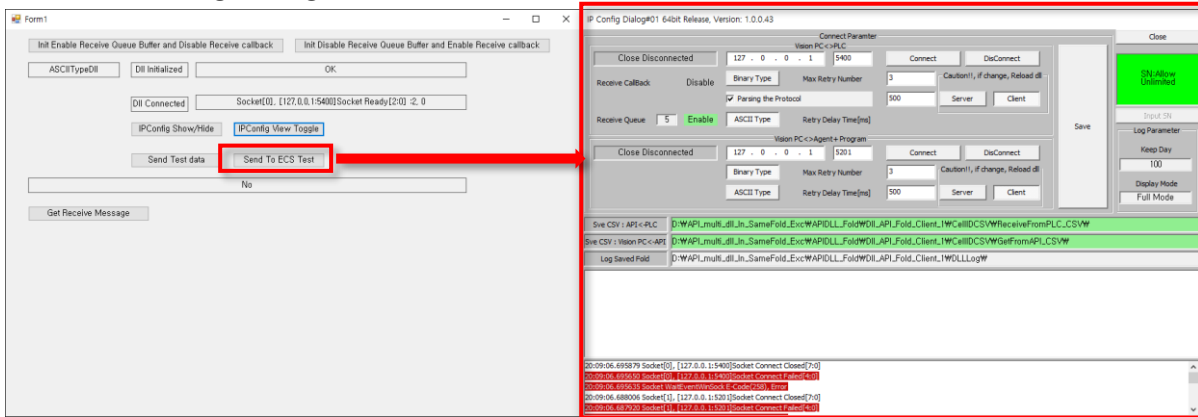 Form1
Init Enable Receive Queue Buffer and Disable Receive callback
Init Disable Receive Queue Buffer and Enable Receive callback
ASCIITypeDll
Dll Initialized
OK
Dll Connected
Socket[0], [127,0,0,1:5400]Socket Ready[2:0] :2, 0
IPConfig Show/Hide
IPConfig View Toggle
Send Test data
Send To ECS Test
No
Get Receive Message
IP Config Dialog#01 64bit Release, Version: 1.0.0.43
Connect Paramter
Vision PC<>PLC
Close Disconnected
127 . 0 . 0 . 1
5400
Connect
DisConnect
Receive CallBack
Disable
Binary Type
Max Retry Number
3
Caution!!, if change, Reload dll
Parsing the Protocol
500
Server
Client
Receive Queue
5
Enable
ASCII Type
Retry Delay Time[ms]
Vision PC<>Agent+ Program
Close Disconnected
127 . 0 . 0 . 1
5201
Connect
DisConnect
Binary Type
Max Retry Number
3
Caution!!, if change, Reload dll
ASCII Type
Retry Delay Time[ms]
500
Server
Client
Save
Close
SN:Allow
Unlimited
Input SN
Log Parameter
Keep Day
100
Display Mode
Full Mode
Sve CSV : API<-PLC
D:₩API_multi_dll_In_SameFold_Exc₩APIDLL_Fold₩Dll_API_Fold_Client_1₩CellIDCSV₩ReceiveFromPLC_CSV₩
Sve CSV : Vision PC<-API
D:₩API_multi_dll_In_SameFold_Exc₩APIDLL_Fold₩Dll_API_Fold_Client_1₩CellIDCSV₩GetFromAPI_CSV₩
Log Saved Fold
D:₩API_multi_dll_In_SameFold_Exc₩APIDLL_Fold₩Dll_API_Fold_Client_1₩DLLLog₩
20:09:06.695879 Socket[0], [127.0.0.1:5400]Socket Connect Closed[7:0]
20:09:06.695650 Socket[0], [127.0.0.1:5400]Socket Connect Failed[4:0]
20:09:06.695635 Socket WaitEventWinSock E-Code(258), Error
20:09:06.688006 Socket[1], [127.0.0.1:5201]Socket Connect Closed[7:0]
20:09:06.687920 Socket[1], [127.0.0.1:5201]Socket Connect Failed[4:0]